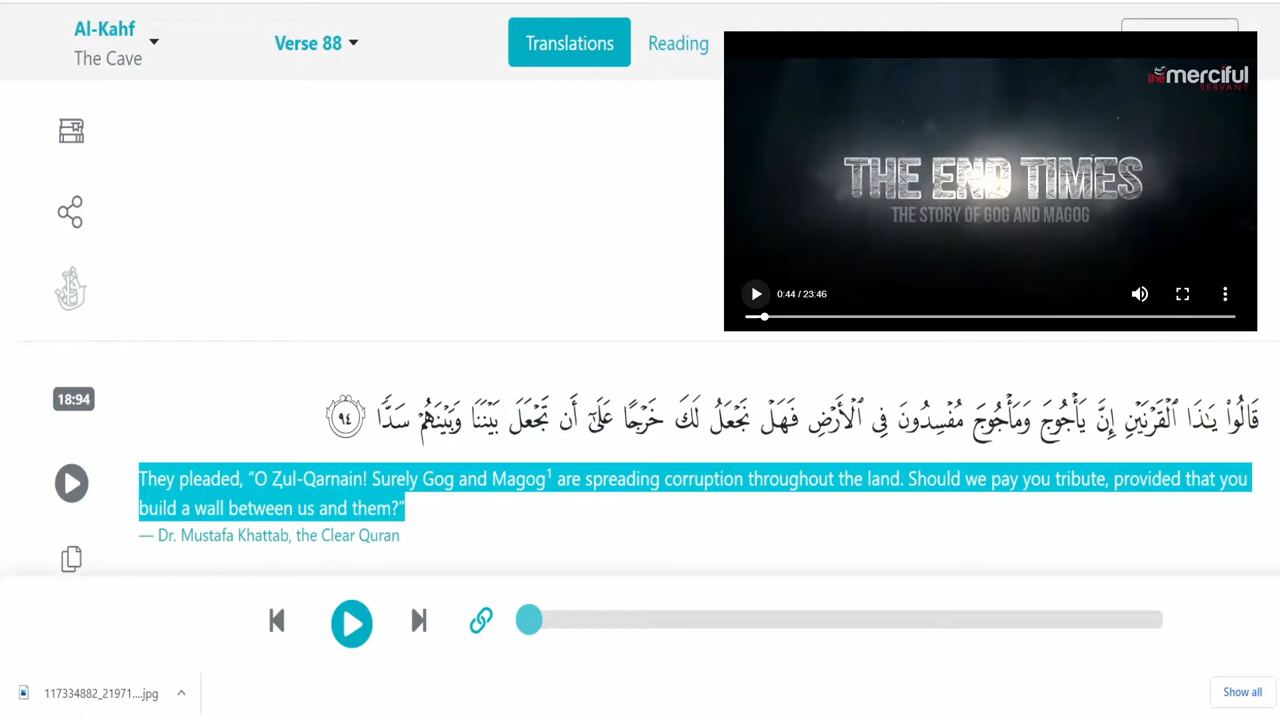 Al-Kahf
The Cave
Verse 88
Translations
Reading
the merciful
SERVANT
THE END TIMES
THE STORY OF GOG AND MAGOG
0:44 / 23:46
18:94
قَالُوا۟ يَـٰذَا ٱلْقَرْنَيْنِ إِنَّ يَأْجُوجَ وَمَأْجُوجَ مُفْسِدُونَ فِى ٱلْأَرْضِ فَهَلْ نَجْعَلُ لَكَ خَرْجًا عَلَىٰٓ أَن تَجْعَلَ بَيْنَنَا وَبَيْنَهُمْ سَدًّا ٩٤
They pleaded, “O Ⱬul-Qarnain! Surely Gog and Magog¹ are spreading corruption throughout the land. Should we pay you tribute, provided that you
build a wall between us and them?”
— Dr. Mustafa Khattab, the Clear Quran
117334882_21971....jpg
Show all